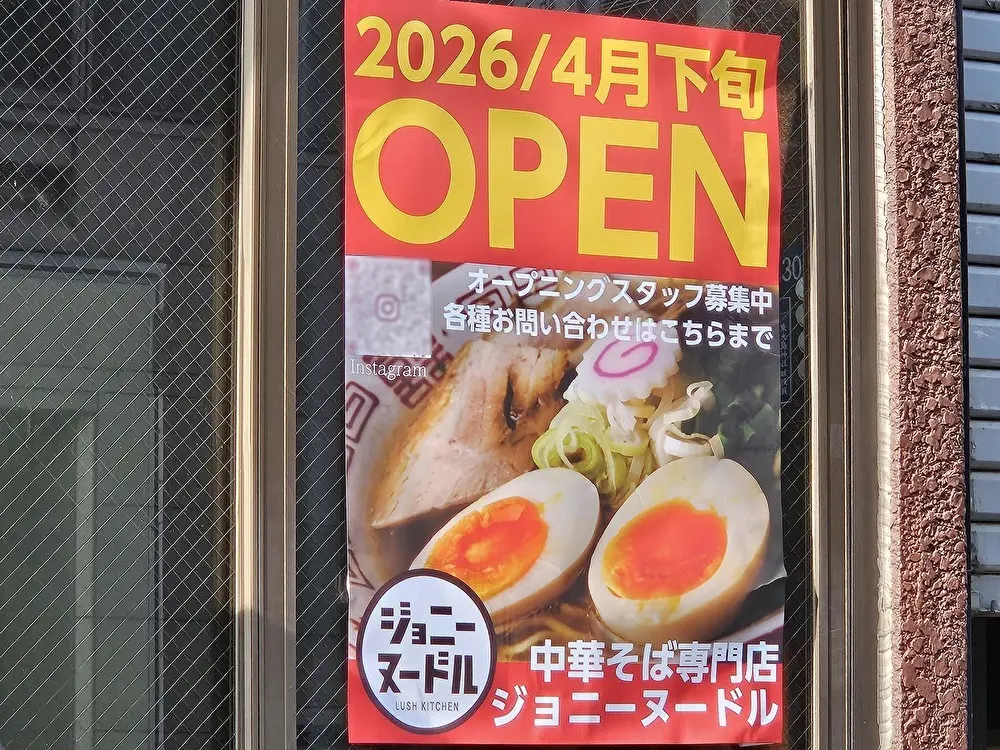 2026/4月下旬
OPEN
オープニングスタッフ募集中
各種お問い合わせはこちらまで
Instagram
ジョニー
ヌードル
LUSH KITCHEN
中華そば専門店
ジョニーヌードル